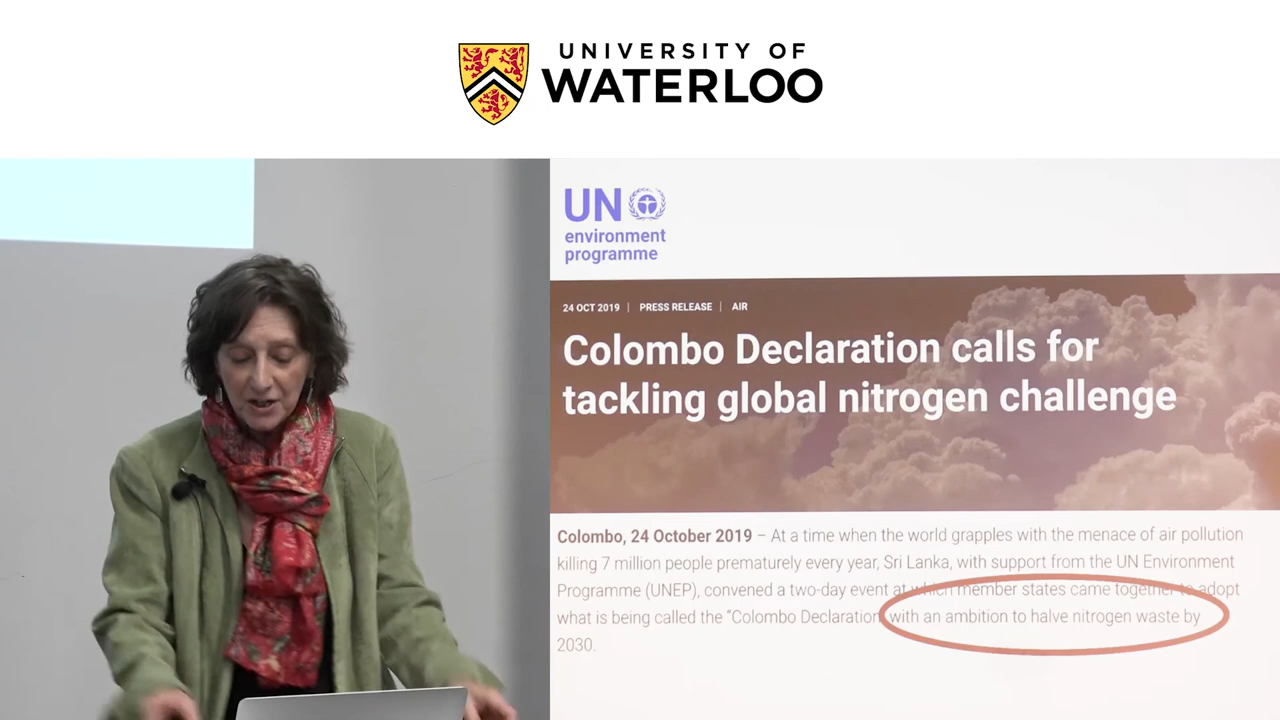 UNIVERSITY OF
WATERLOO
UN
environment
programme
24 OCT 2019 | PRESS RELEASE | AIR
Colombo Declaration calls for
tackling global nitrogen challenge
Colombo, 24 October 2019 – At a time when the world grapples with the menace of air pollution
killing 7 million people prematurely every year, Sri Lanka, with support from the UN Environment
Programme (UNEP), convened a two-day event at which member states came together to adopt
what is being called the “Colombo Declaration with an ambition to halve nitrogen waste by
2030.